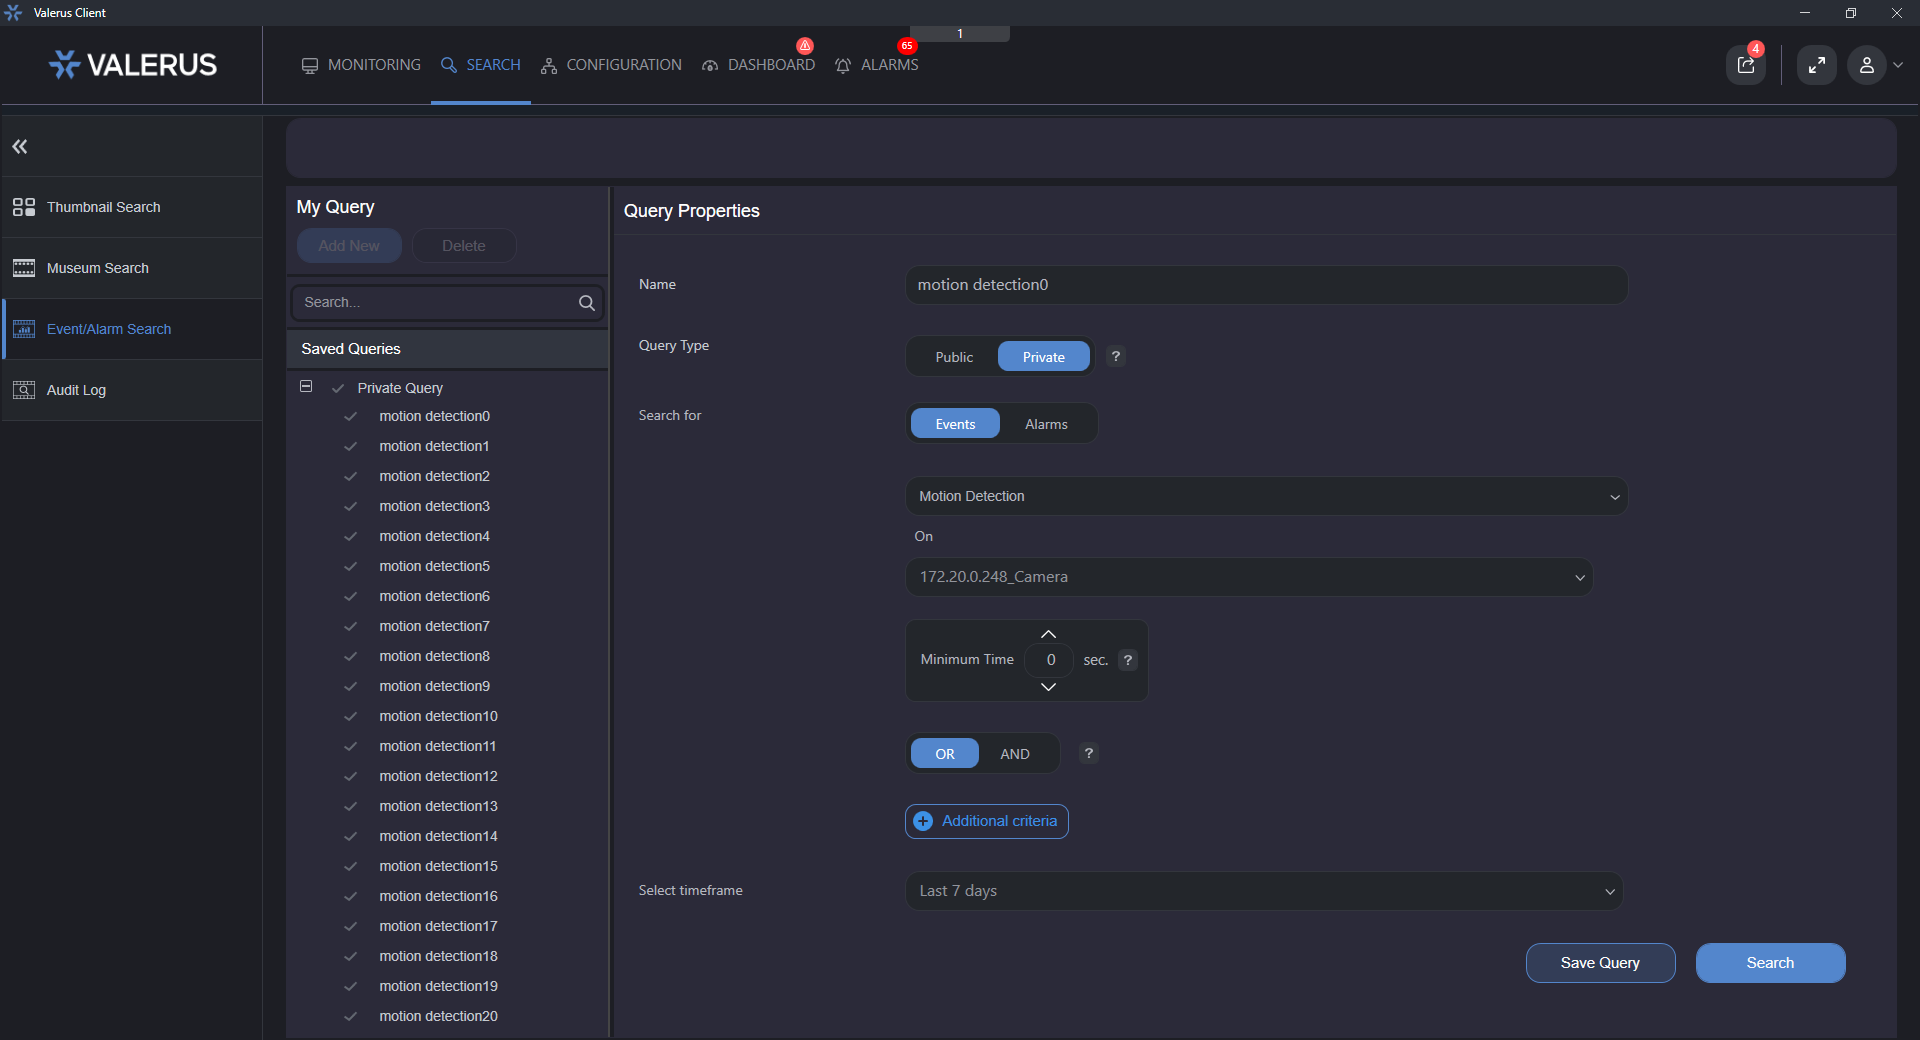 Valerus Client
1
VALERUS
MONITORING
SEARCH
CONFIGURATION
DASHBOARD
65
ALARMS
4
Thumbnail Search
Museum Search
Event/Alarm Search
Audit Log
My Query
Add New
Delete
Search...
Saved Queries
Private Query
motion detection0
motion detection1
motion detection2
motion detection3
motion detection4
motion detection5
motion detection6
motion detection7
motion detection8
motion detection9
motion detection10
motion detection11
motion detection12
motion detection13
motion detection14
motion detection15
motion detection16
motion detection17
motion detection18
motion detection19
motion detection20
Query Properties
Name
motion detection0
Query Type
Public
Private
?
Search for
Events
Alarms
Motion Detection
On
172.20.0.248_Camera
Minimum Time
0
sec.
?
OR
AND
?
Additional criteria
Select timeframe
Last 7 days
Save Query
Search